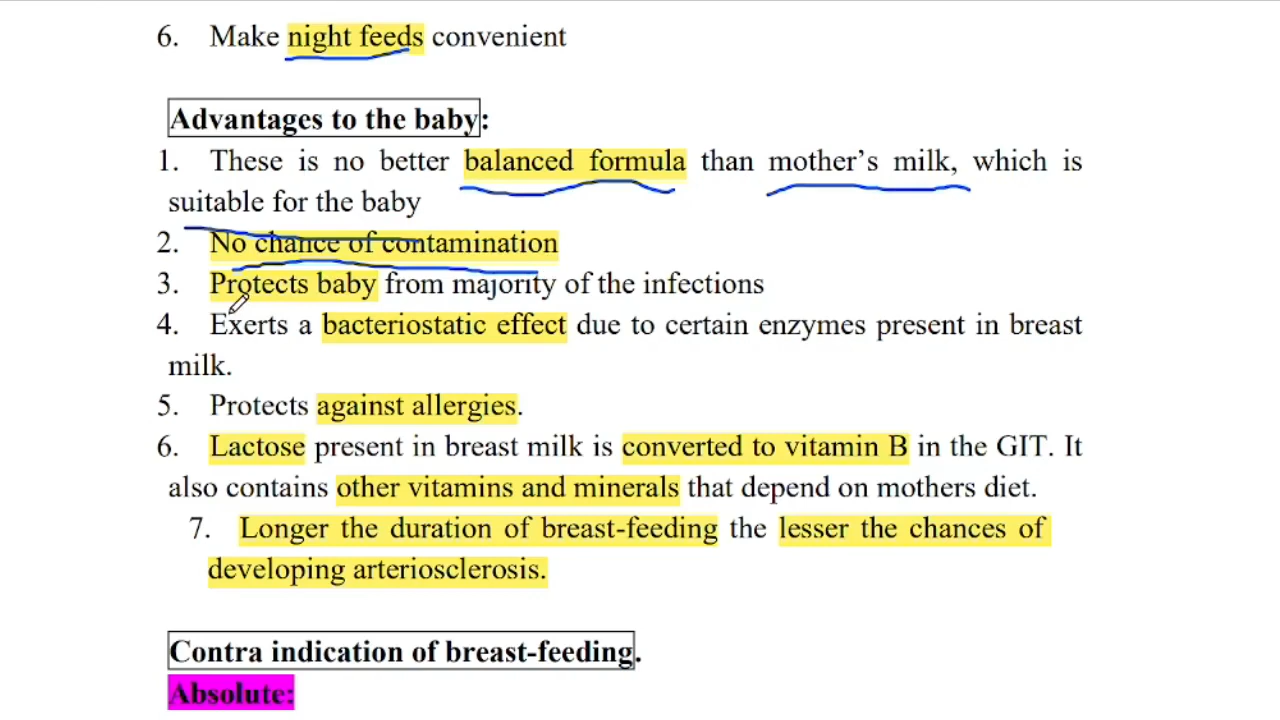 6. Make night feeds convenient
Advantages to the baby:
1. These is no better balanced formula than mother's milk, which is
suitable for the baby
2. No chance of contamination
3. Protects baby from majority of the infections
4. Exerts a bacteriostatic effect due to certain enzymes present in breast
milk.
5. Protects against allergies.
6. Lactose present in breast milk is converted to vitamin B in the GIT. It
also contains other vitamins and minerals that depend on mothers diet.
7. Longer the duration of breast-feeding the lesser the chances of
developing arteriosclerosis.
Contra indication of breast-feeding.
Absolute: